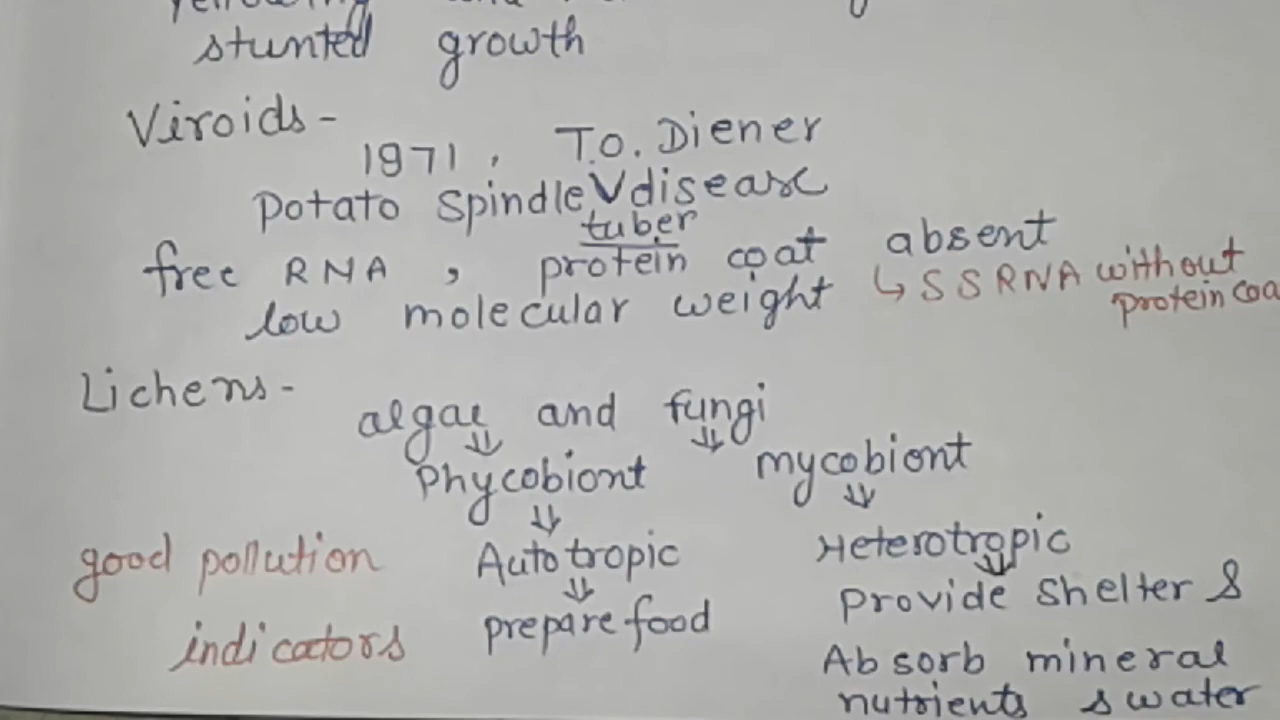 stunted growth
Viroids -
1971, T.O. Diener
Potato Spindle V disease
tuber
free RNA, protein coat absent
↳ SSRNA without
protein coa
low molecular weight
Lichens -
algae and fungi
⇓ ⇓
Phycobiont mycobiont
⇓ ⇓
Autotropic Heterotropic
⇓ ⇓
good pollution
indicators
prepare food
Provide Shelter &
Absorb mineral
nutrients & water